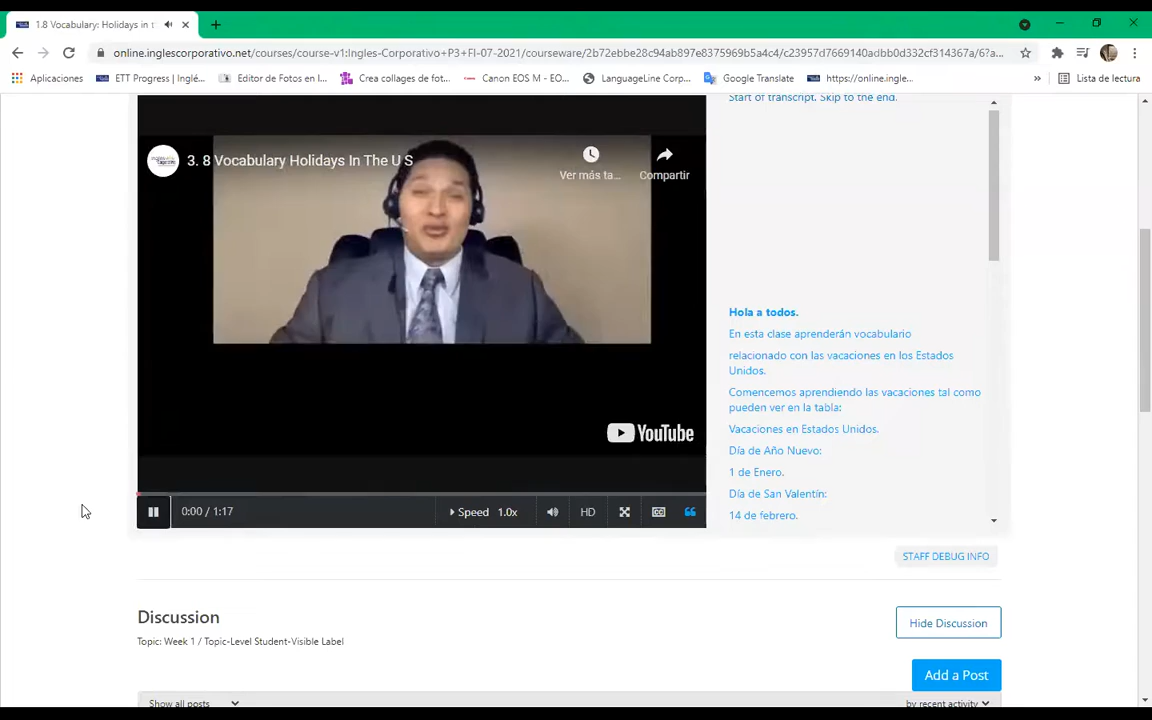 1.8 Vocabulary: Holidays in t
online.inglescorporativo.net/courses/course-v1:Ingles-Corporativo+P3+FI-07-2021/courseware/2b72ebbe28c94ab897e8375969b5a4c4/c23957d7669140adbb0d332cf314367a/6?a...
Aplicaciones
ETT Progress | Inglé...
Editor de Fotos en l...
Crea collages de fot...
Canon EOS M - EO...
LanguageLine Corp...
Google Translate
https://online.ingle...
»
Lista de lectura
3. 8 Vocabulary Holidays In The U S
Ver más ta...
Compartir
YouTube
0:00 / 1:17
Speed 1.0x
HD
CC
Start of transcript. Skip to the end.
Hola a todos.
En esta clase aprenderán vocabulario
relacionado con las vacaciones en los Estados
Unidos.
Comencemos aprendiendo las vacaciones tal como
pueden ver en la tabla:
Vacaciones en Estados Unidos.
Día de Año Nuevo:
1 de Enero.
Día de San Valentín:
14 de febrero.
STAFF DEBUG INFO
Discussion
Topic: Week 1 / Topic-Level Student-Visible Label
Hide Discussion
Add a Post
Show all posts
by recent activity